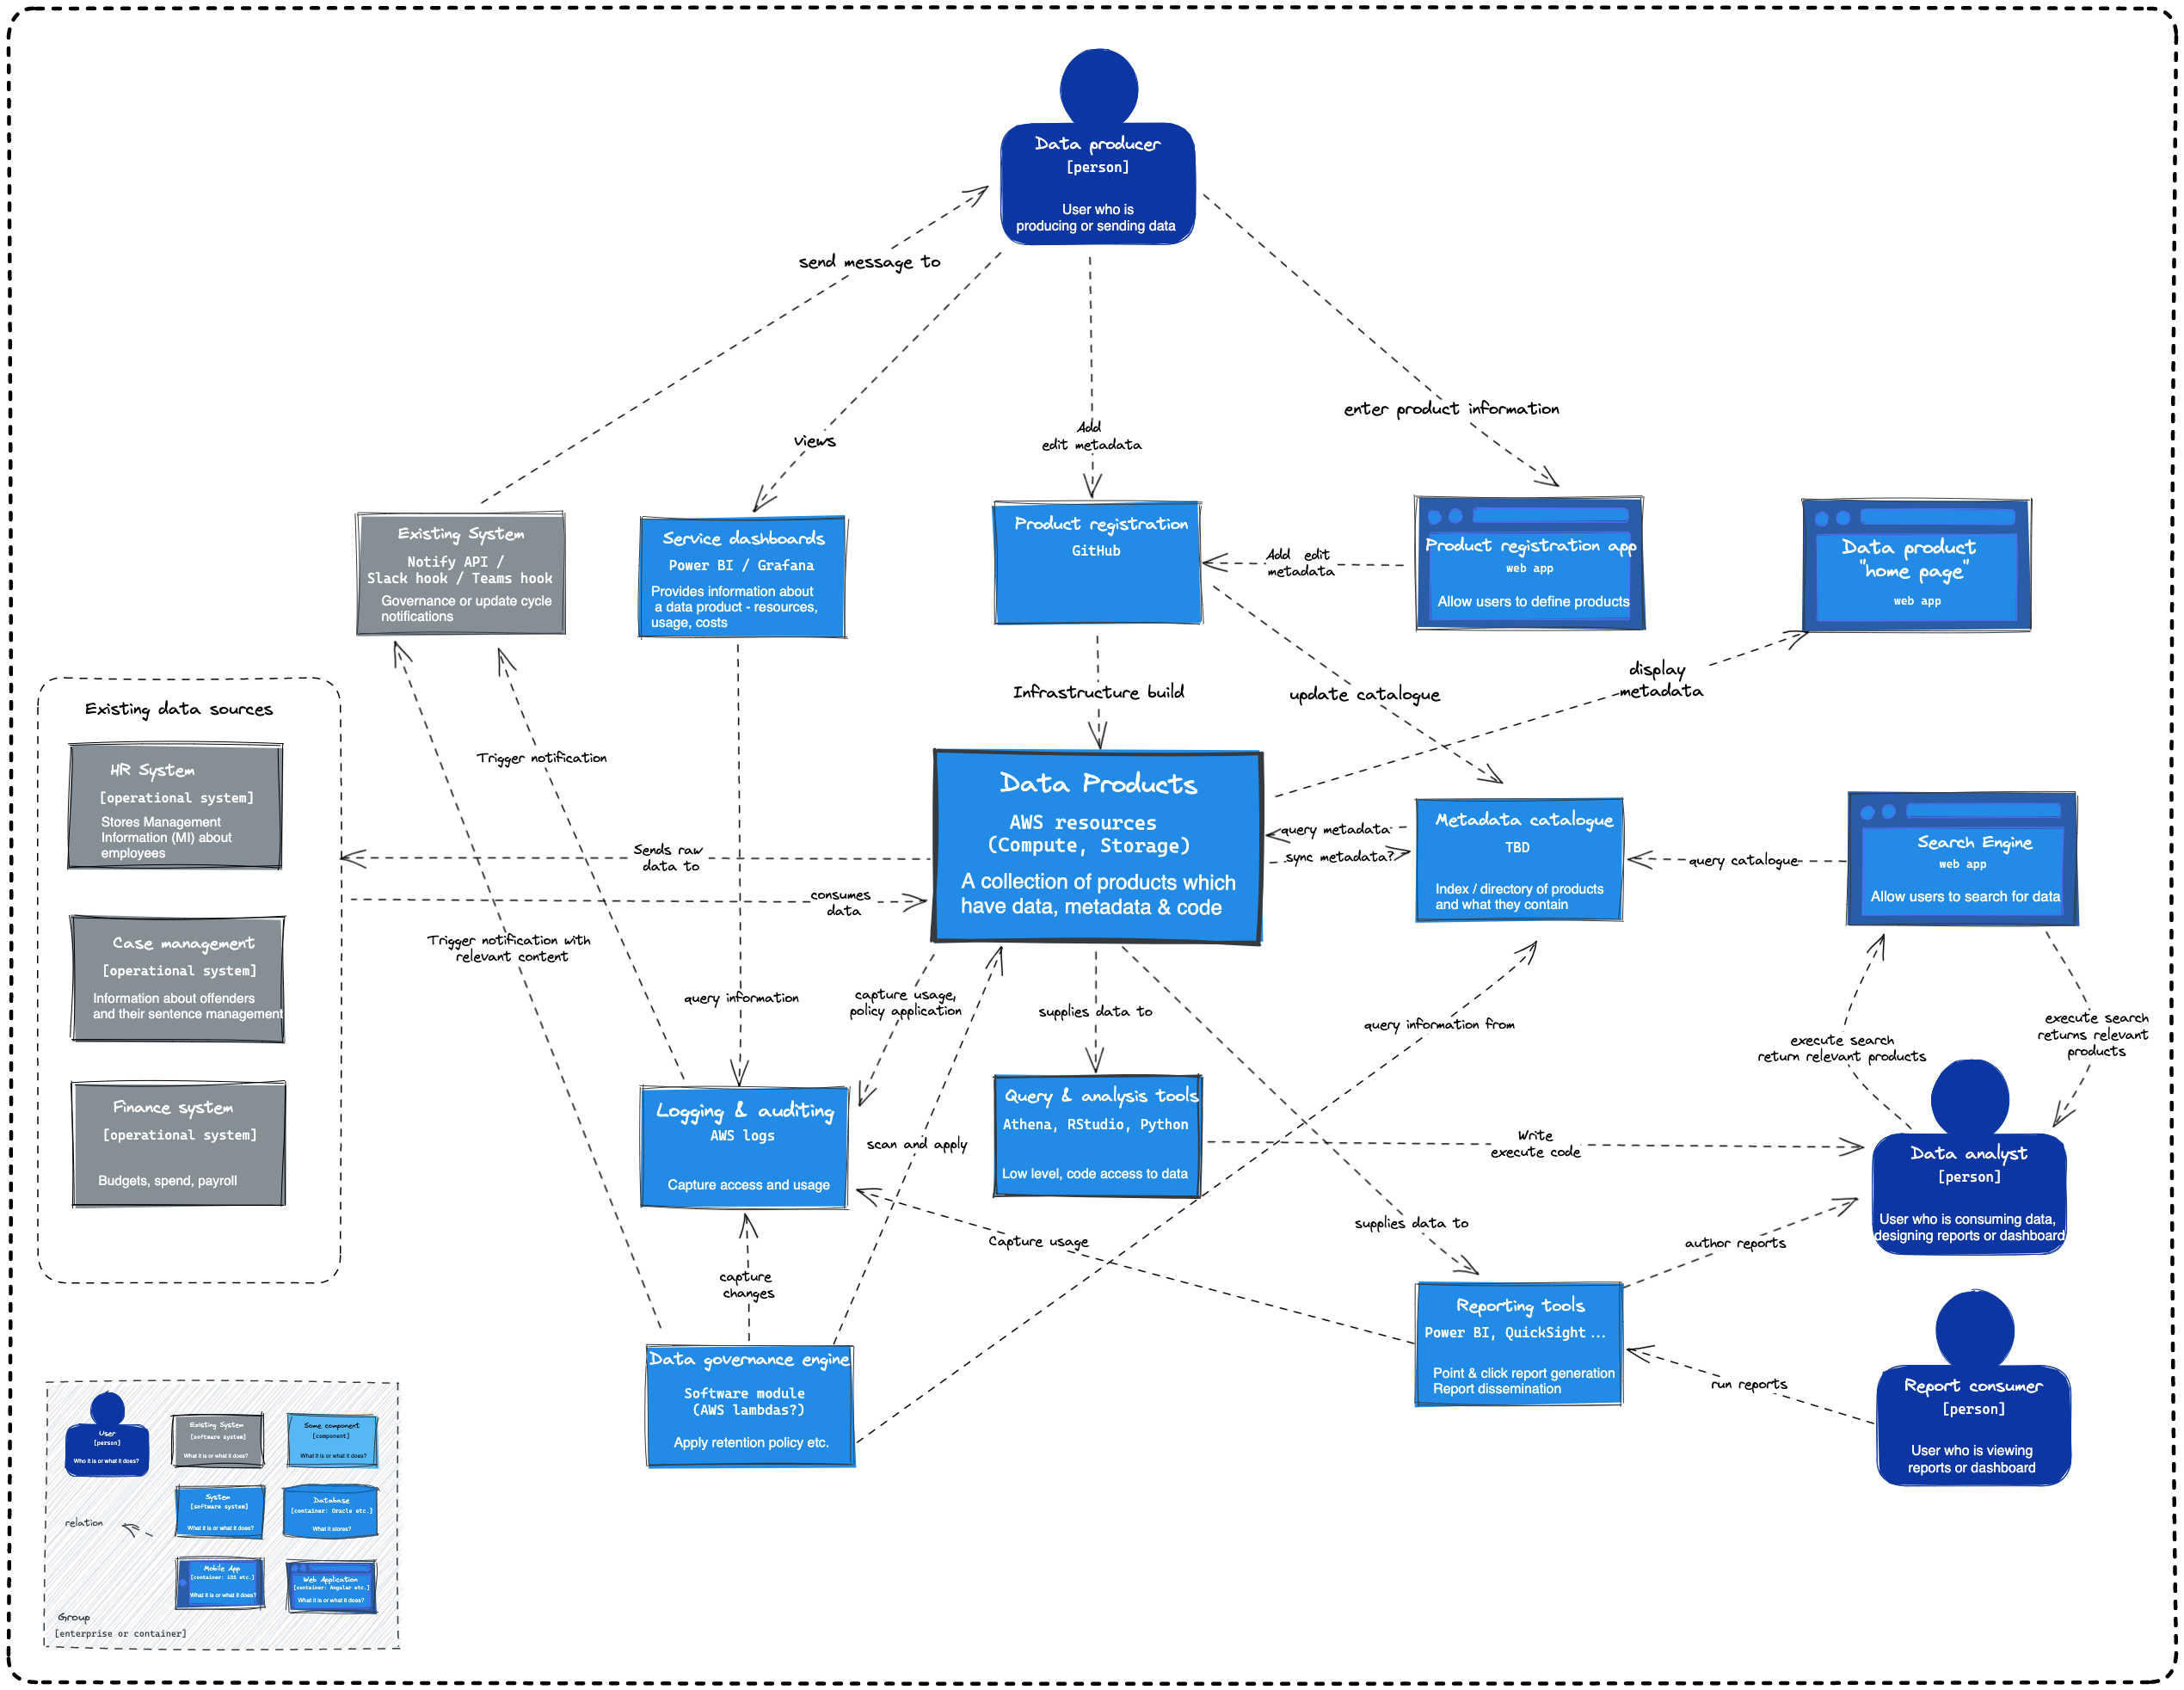 Data producer
[person]
User who is
producing or sending data
send message to
views
Add
edit metadata
enter product information
Existing System
Notify API /
Slack hook / Teams hook
Governance or update cycle
notifications
Service dashboards
Power BI / Grafana
Provides information about
a data product - resources,
usage, costs
Product registration
GitHub
Add edit
metadata
Product registration app
web app
Allow users to define products
Data product
"home page"
web app
Infrastructure build
update catalogue
display
metadata
Existing data sources
HR System
[operational system]
Stores Management
Information (MI) about
employees
Case management
[operational system]
Information about offenders
and their sentence management
Finance system
[operational system]
Budgets, spend, payroll
Trigger notification
Sends raw
data to
consumes
data
Trigger notification with
relevant content
Data Products
AWS resources
(Compute, Storage)
A collection of products which
have data, metadata & code
query metadata
sync metadata?
Metadata catalogue
TBD
Index / directory of products
and what they contain
query catalogue
Search Engine
web app
Allow users to search for data
query information
capture usage,
policy application
supplies data to
query information from
execute search
return relevant products
execute search
returns relevant
products
Logging & auditing
AWS logs
Capture access and usage
scan and apply
Query & analysis tools
Athena, RStudio, Python
Low level, code access to data
Write
execute code
Data analyst
[person]
User who is consuming data,
designing reports or dashboard
Capture usage
supplies data to
author reports
capture
changes
Data governance engine
Software module
(AWS lambdas?)
Apply retention policy etc.
Reporting tools
Power BI, QuickSight ...
Point & click report generation
Report dissemination
run reports
Report consumer
[person]
User who is viewing
reports or dashboard
User
[person]
Who it is or what it does?
Existing System
[software system]
What it is or what it does?
Some component
[component]
What it is or what it does?
System
[software system]
What it is or what it does?
Database
[container: Oracle etc.]
What it stores?
relation
Mobile App
[container: iOS etc.]
What it is or what it does?
Web Application
[container: Angular etc.]
What it is or what it does?
Group
[enterprise or container]